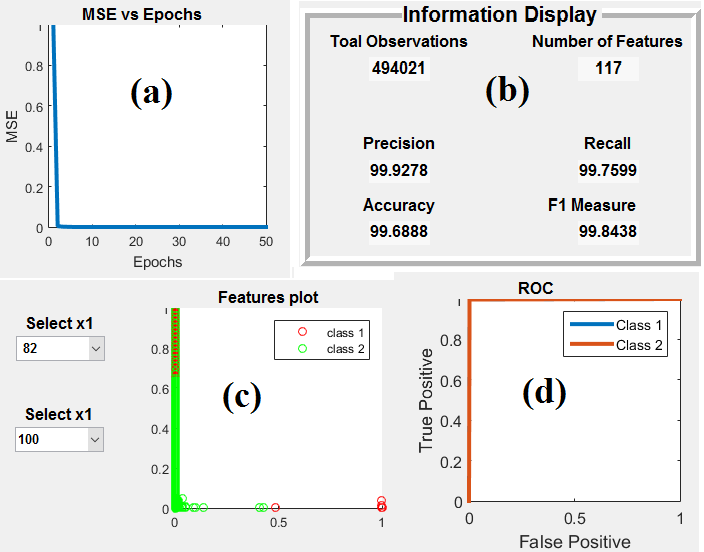 MSE vs Epochs
1
0.8
0.6
0.4
0.2
0
MSE
0 10 20 30 40 50
Epochs
(a)
Information Display
Toal Observations Number of Features
494021 117
(b)
Precision Recall
99.9278 99.7599
Accuracy F1 Measure
99.6888 99.8438
Select x1
82
Select x1
100
Features plot
1
0.8
0.6
0.4
0.2
0
0 0.5 1
class 1
class 2
(c)
ROC
1
0.8
0.6
0.4
0.2
0
True Positive
0 0.5 1
False Positive
Class 1
Class 2
(d)